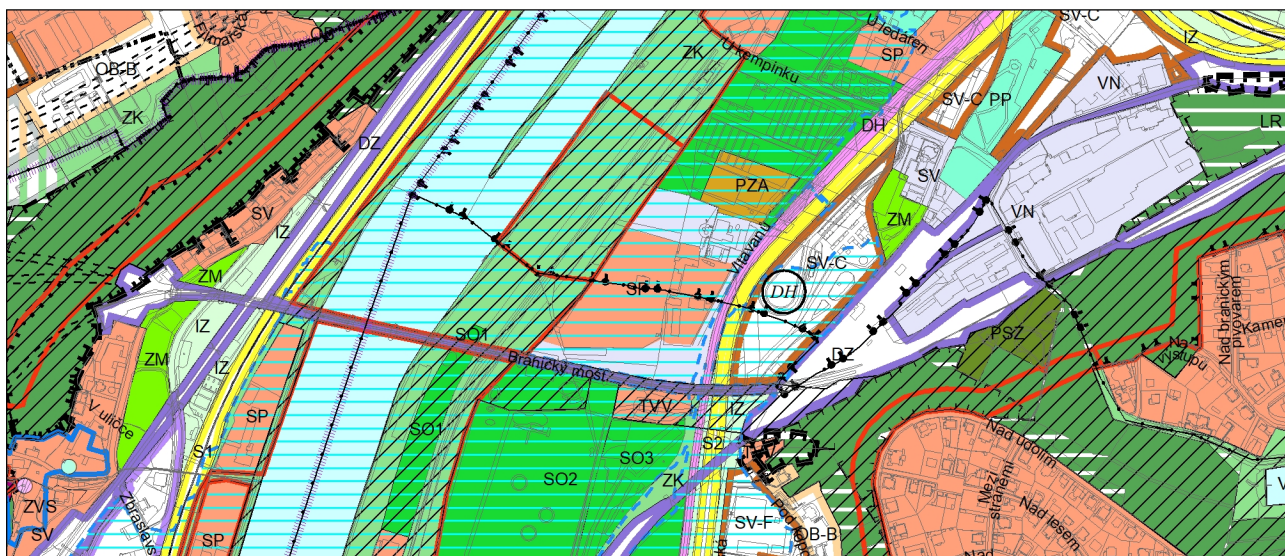 OB-B
ZK
OB
DZ
SV
IZ
ZM
IZ
ZM
IZ
V uličce
S1
SP
ZVS
SV
SP
ZK
U kempinku
U ledáren
SP
SV-C
IZ
VN
SV-C PP
DH
LR
PZA
SV
ZM
VN
Vltavanů
SV-C
DH
SP
SO1
Branický most
DZ
PSZ
Nad branickým
pivovarem
Na
výstupu
TVV
IZ
SO1
S2
SO3
SO2
ZK
Nad údolím
Mezi
stráněmi
Nad lesem
SV-F
OB-B